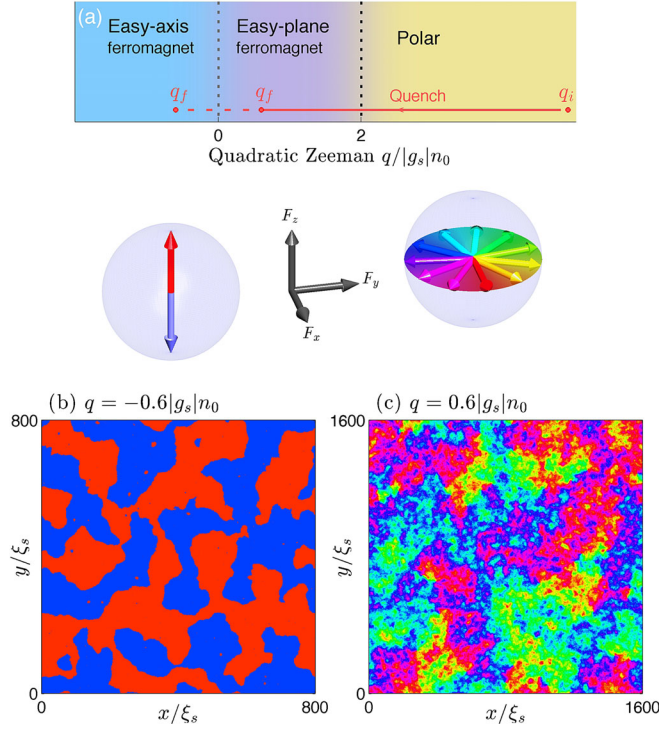 (a)
Easy-axis ferromagnet
Easy-plane ferromagnet
Polar
q_f
q_f
Quench
q_i
0
2
Quadratic Zeeman q/|g_s|n_0
F_z
F_y
F_x
(b) q = −0.6|g_s|n_0
(c) q = 0.6|g_s|n_0
800
y/ξ_s
0
0
x/ξ_s
800
1600
y/ξ_s
0
0
x/ξ_s
1600